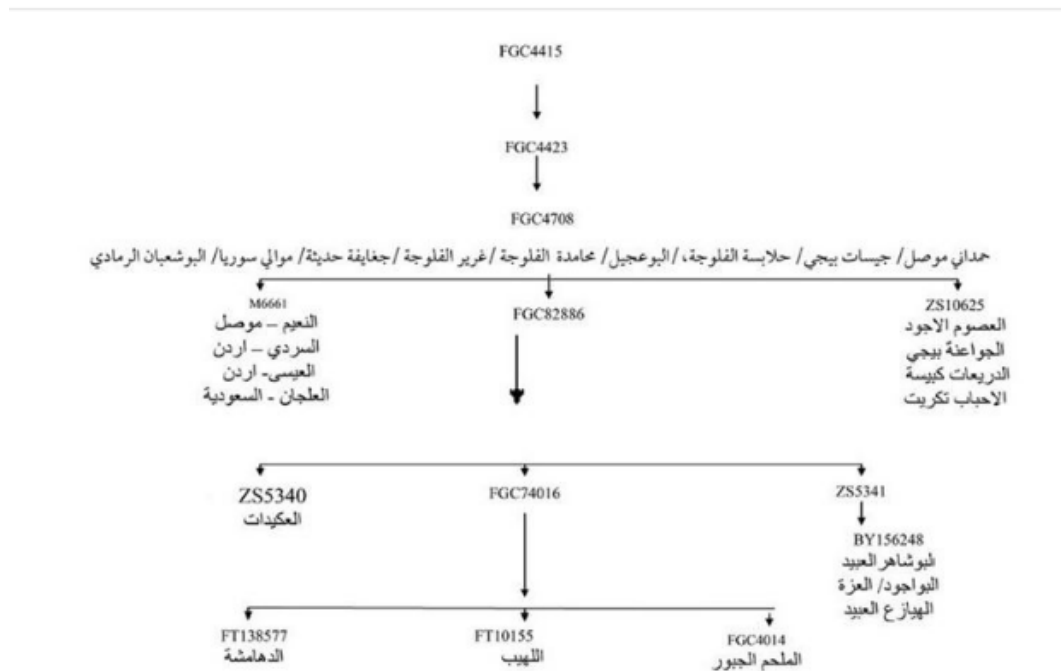 FGC4415
FGC4423
FGC4708
حمداني موصل/ جيسات بيجي/ حلابسة الفلوجة، /البوعجيل/ محامدة الفلوجة /غرير الفلوجة /جغايفة حديثة/ موالي سوريا/ البوشعبان الرمادي
M6661
النعيم – موصل
السردي – اردن
العيسى- اردن
العلجان - السعودية
FGC82886
ZS10625
العصوم الاجود
الجواعنة بيجي
الدريعات كبيسة
الاحباب تكريت
ZS5340
العكيدات
FGC74016
ZS5341
BY156248
لبوشاهر العبيد
البواجود/ العزة
الهيازع العبيد
FT138577
الدهامشة
FT10155
اللهيب
FGC4014
الملحم الجبور